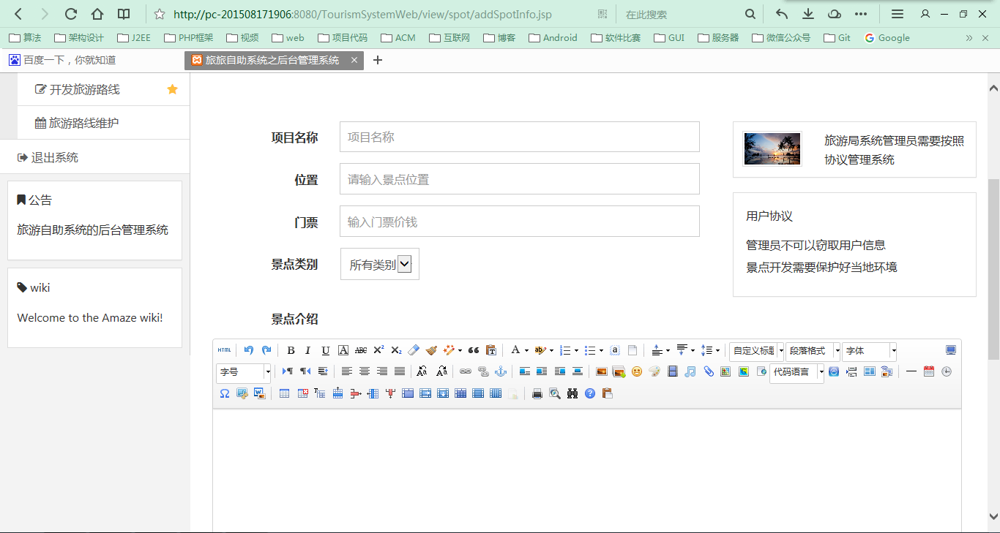 http://pc-201508171906:8080/TourismSystemWeb/view/spot/addSpotInfo.jsp 在此搜索
算法 架构设计 J2EE PHP框架 视频 web 项目代码 ACM 互联网 博客 Android 软件比赛 GUI 服务器 微信公众号 Git Google
百度一下，你就知道 旅旅自助系统之后台管理系统
开发旅游路线
旅游路线维护
退出系统
公告
旅游自助系统的后台管理系统
wiki
Welcome to the Amaze wiki!
项目名称 项目名称
位置 请输入景点位置
门票 输入门票价钱
景点类别 所有类别
景点介绍
旅游局系统管理员需要按照
协议管理系统
用户协议
管理员不可以窃取用户信息
景点开发需要保护好当地环境
HTML B I U A ABC X² X₂ A ab a 自定义标题 段落格式 字体
字号 代码语言